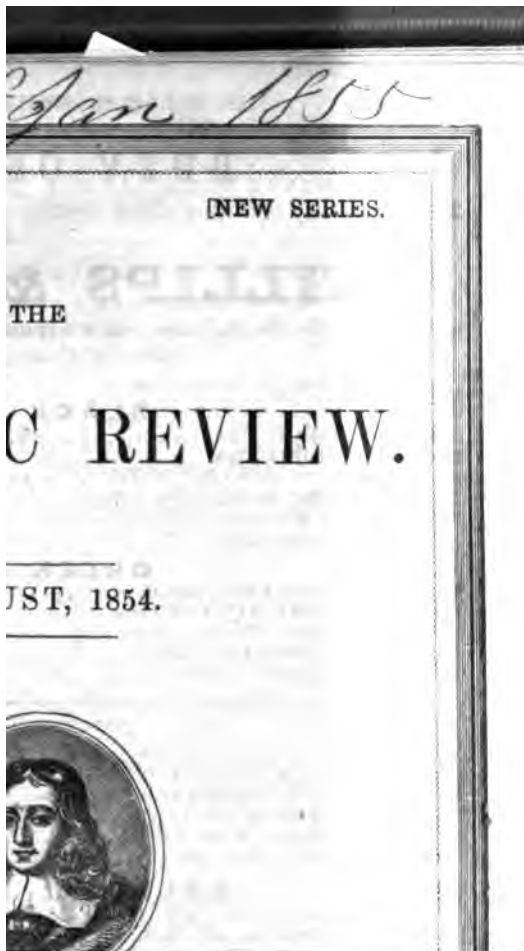 Jan 1855
[NEW SERIES.
THE
C REVIEW.
UST, 1854.